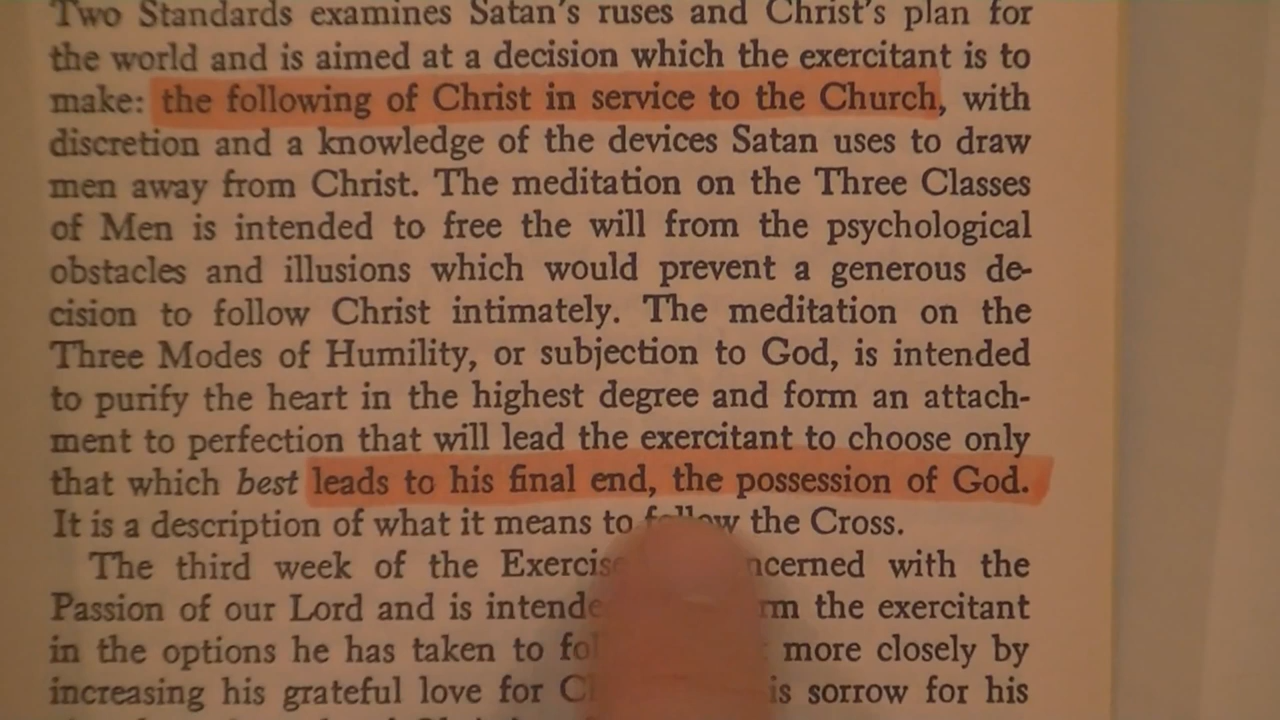 Two Standards examines Satan's ruses and Christ's plan for
the world and is aimed at a decision which the exercitant is to
make: the following of Christ in service to the Church, with
discretion and a knowledge of the devices Satan uses to draw
men away from Christ. The meditation on the Three Classes
of Men is intended to free the will from the psychological
obstacles and illusions which would prevent a generous de-
cision to follow Christ intimately. The meditation on the
Three Modes of Humility, or subjection to God, is intended
to purify the heart in the highest degree and form an attach-
ment to perfection that will lead the exercitant to choose only
that which best leads to his final end, the possession of God.
It is a description of what it means to follow the Cross.
The third week of the Exercis ncerned with the
Passion of our Lord and is intende rm the exercitant
in the options he has taken to fol more closely by
increasing his grateful love for C is sorrow for his